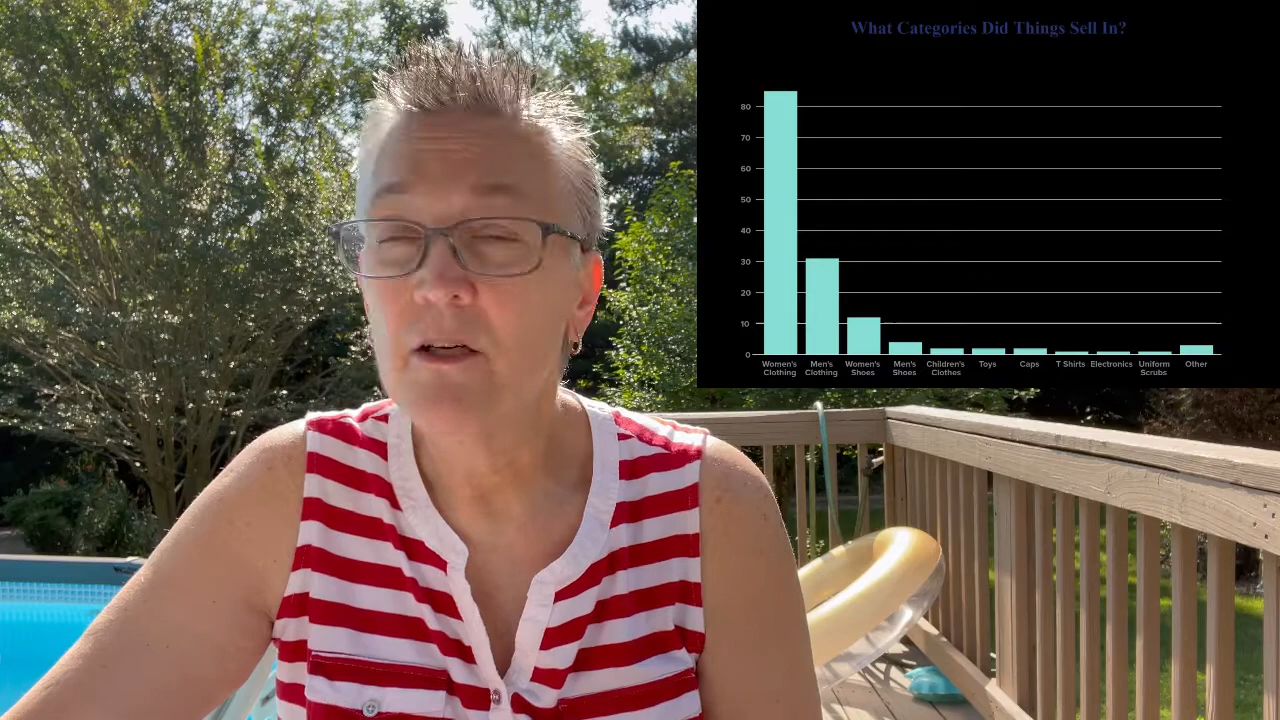 What Categories Did Things Sell In?
80
70
60
50
40
30
20
10
0
Women's Clothing
Men's Clothing
Women's Shoes
Men's Shoes
Children's Clothes
Toys
Caps
T Shirts
Electronics
Uniform Scrubs
Other